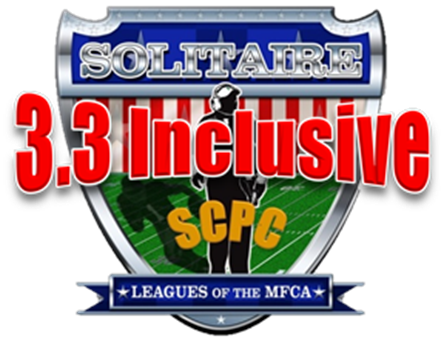 SOLITAIRE
3.3 Inclusive
SCPC
LEAGUES OF THE MFCA